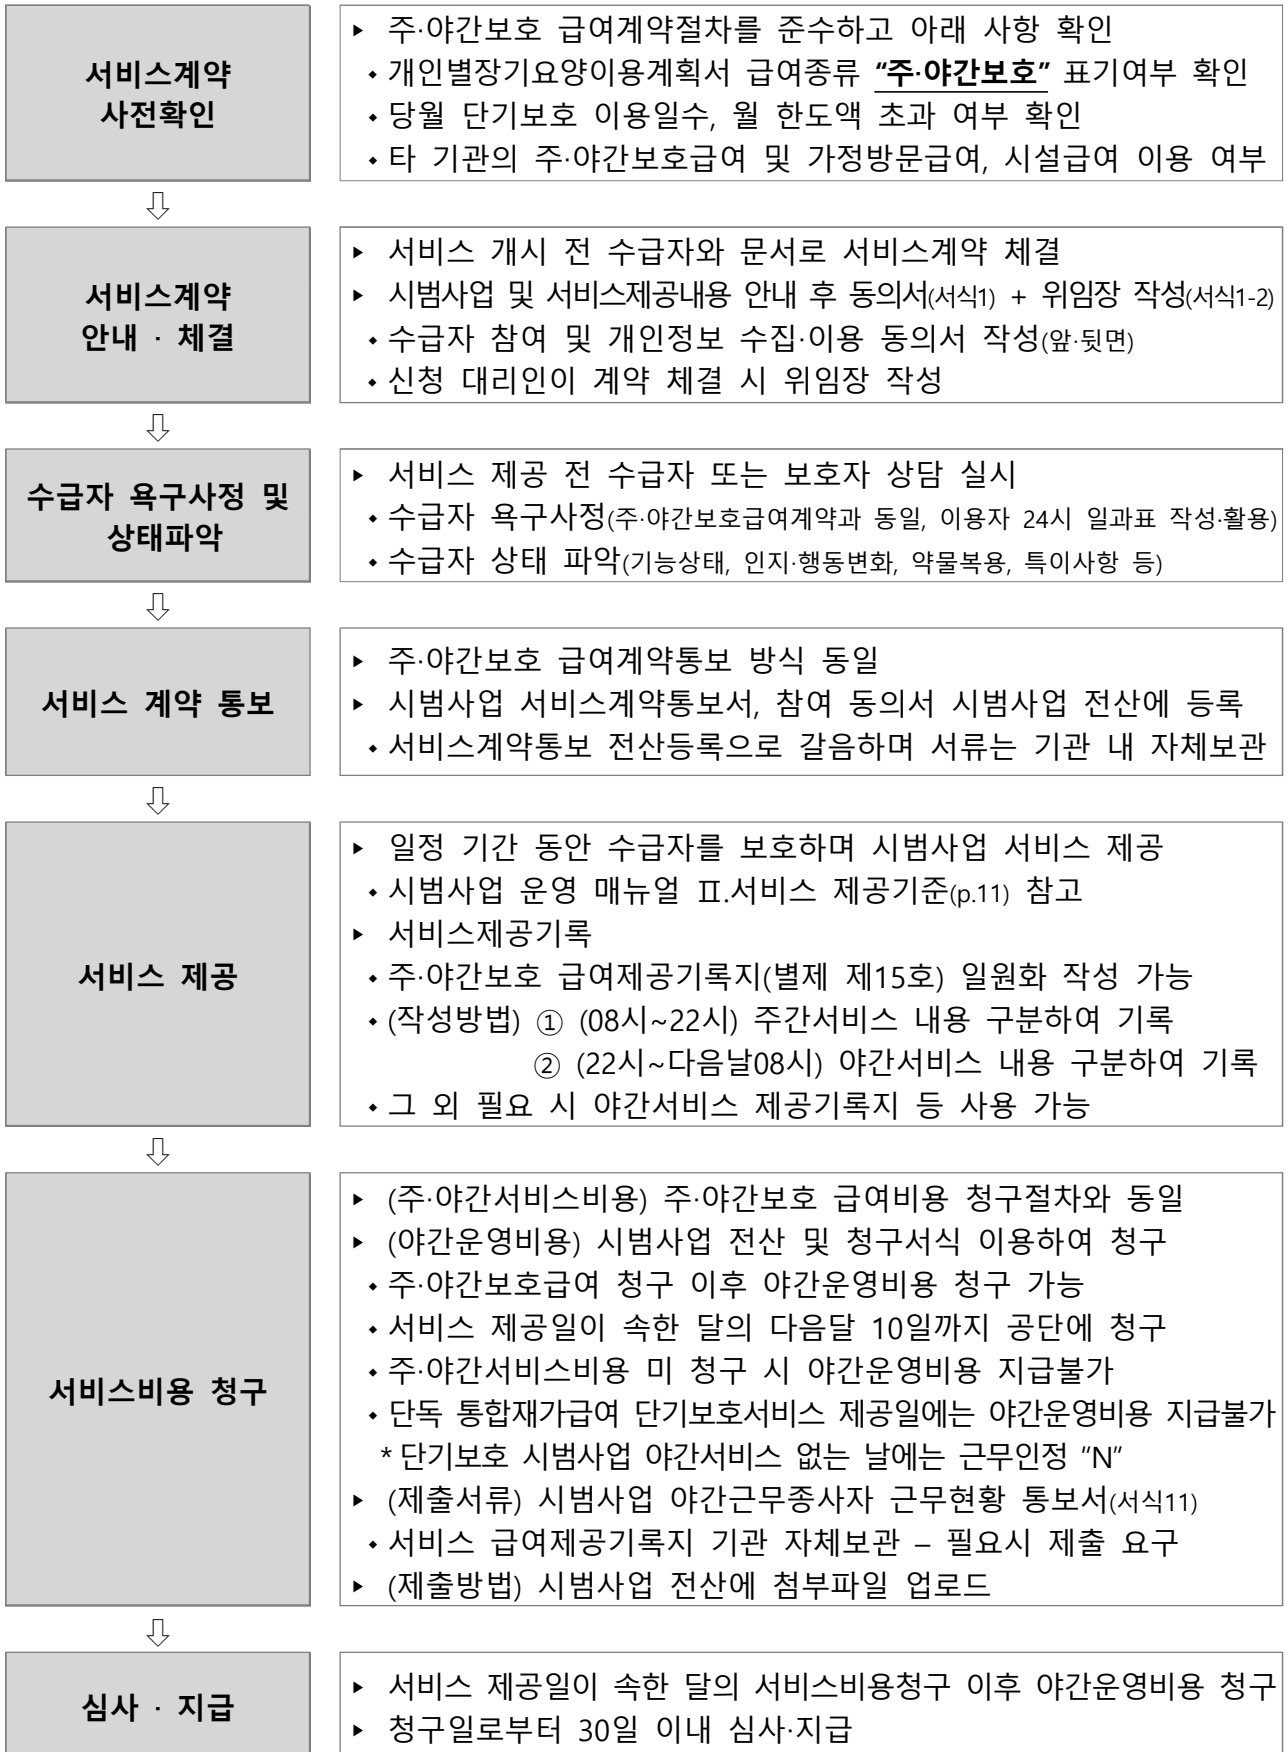 서비스계약
사전확인
▸ 주·야간보호 급여계약절차를 준수하고 아래 사항 확인
⬩개인별장기요양이용계획서 급여종류 “주·야간보호” 표기여부 확인
⬩당월 단기보호 이용일수, 월 한도액 초과 여부 확인
⬩타 기관의 주·야간보호급여 및 가정방문급여, 시설급여 이용 여부
⇩
서비스계약
안내 · 체결
▸ 서비스 개시 전 수급자와 문서로 서비스계약 체결
▸ 시범사업 및 서비스제공내용 안내 후 동의서(서식1) + 위임장 작성(서식1-2)
⬩수급자 참여 및 개인정보 수집·이용 동의서 작성(앞·뒷면)
⬩신청 대리인이 계약 체결 시 위임장 작성
⇩
수급자 욕구사정 및
상태파악
▸ 서비스 제공 전 수급자 또는 보호자 상담 실시
⬩수급자 욕구사정(주·야간보호급여계약과 동일, 이용자 24시 일과표 작성·활용)
⬩수급자 상태 파악(기능상태, 인지·행동변화, 약물복용, 특이사항 등)
⇩
서비스 계약 통보
▸ 주·야간보호 급여계약통보 방식 동일
▸ 시범사업 서비스계약통보서, 참여 동의서 시범사업 전산에 등록
⬩서비스계약통보 전산등록으로 갈음하며 서류는 기관 내 자체보관
⇩
서비스 제공
▸ 일정 기간 동안 수급자를 보호하며 시범사업 서비스 제공
⬩시범사업 운영 매뉴얼 Ⅱ.서비스 제공기준(p.11) 참고
▸ 서비스제공기록
⬩주·야간보호 급여제공기록지(별제 제15호) 일원화 작성 가능
⬩(작성방법) ① (08시~22시) 주간서비스 내용 구분하여 기록
② (22시~다음날08시) 야간서비스 내용 구분하여 기록
⬩그 외 필요 시 야간서비스 제공기록지 등 사용 가능
⇩
서비스비용 청구
▸ (주·야간서비스비용) 주·야간보호 급여비용 청구절차와 동일
▸ (야간운영비용) 시범사업 전산 및 청구서식 이용하여 청구
⬩주·야간보호급여 청구 이후 야간운영비용 청구 가능
⬩서비스 제공일이 속한 달의 다음달 10일까지 공단에 청구
⬩주·야간서비스비용 미 청구 시 야간운영비용 지급불가
⬩단독 통합재가급여 단기보호서비스 제공일에는 야간운영비용 지급불가
* 단기보호 시범사업 야간서비스 없는 날에는 근무인정 “N”
▸ (제출서류) 시범사업 야간근무종사자 근무현황 통보서(서식11)
⬩서비스 급여제공기록지 기관 자체보관 – 필요시 제출 요구
▸ (제출방법) 시범사업 전산에 첨부파일 업로드
⇩
심사 · 지급
▸ 서비스 제공일이 속한 달의 서비스비용청구 이후 야간운영비용 청구
▸ 청구일로부터 30일 이내 심사·지급